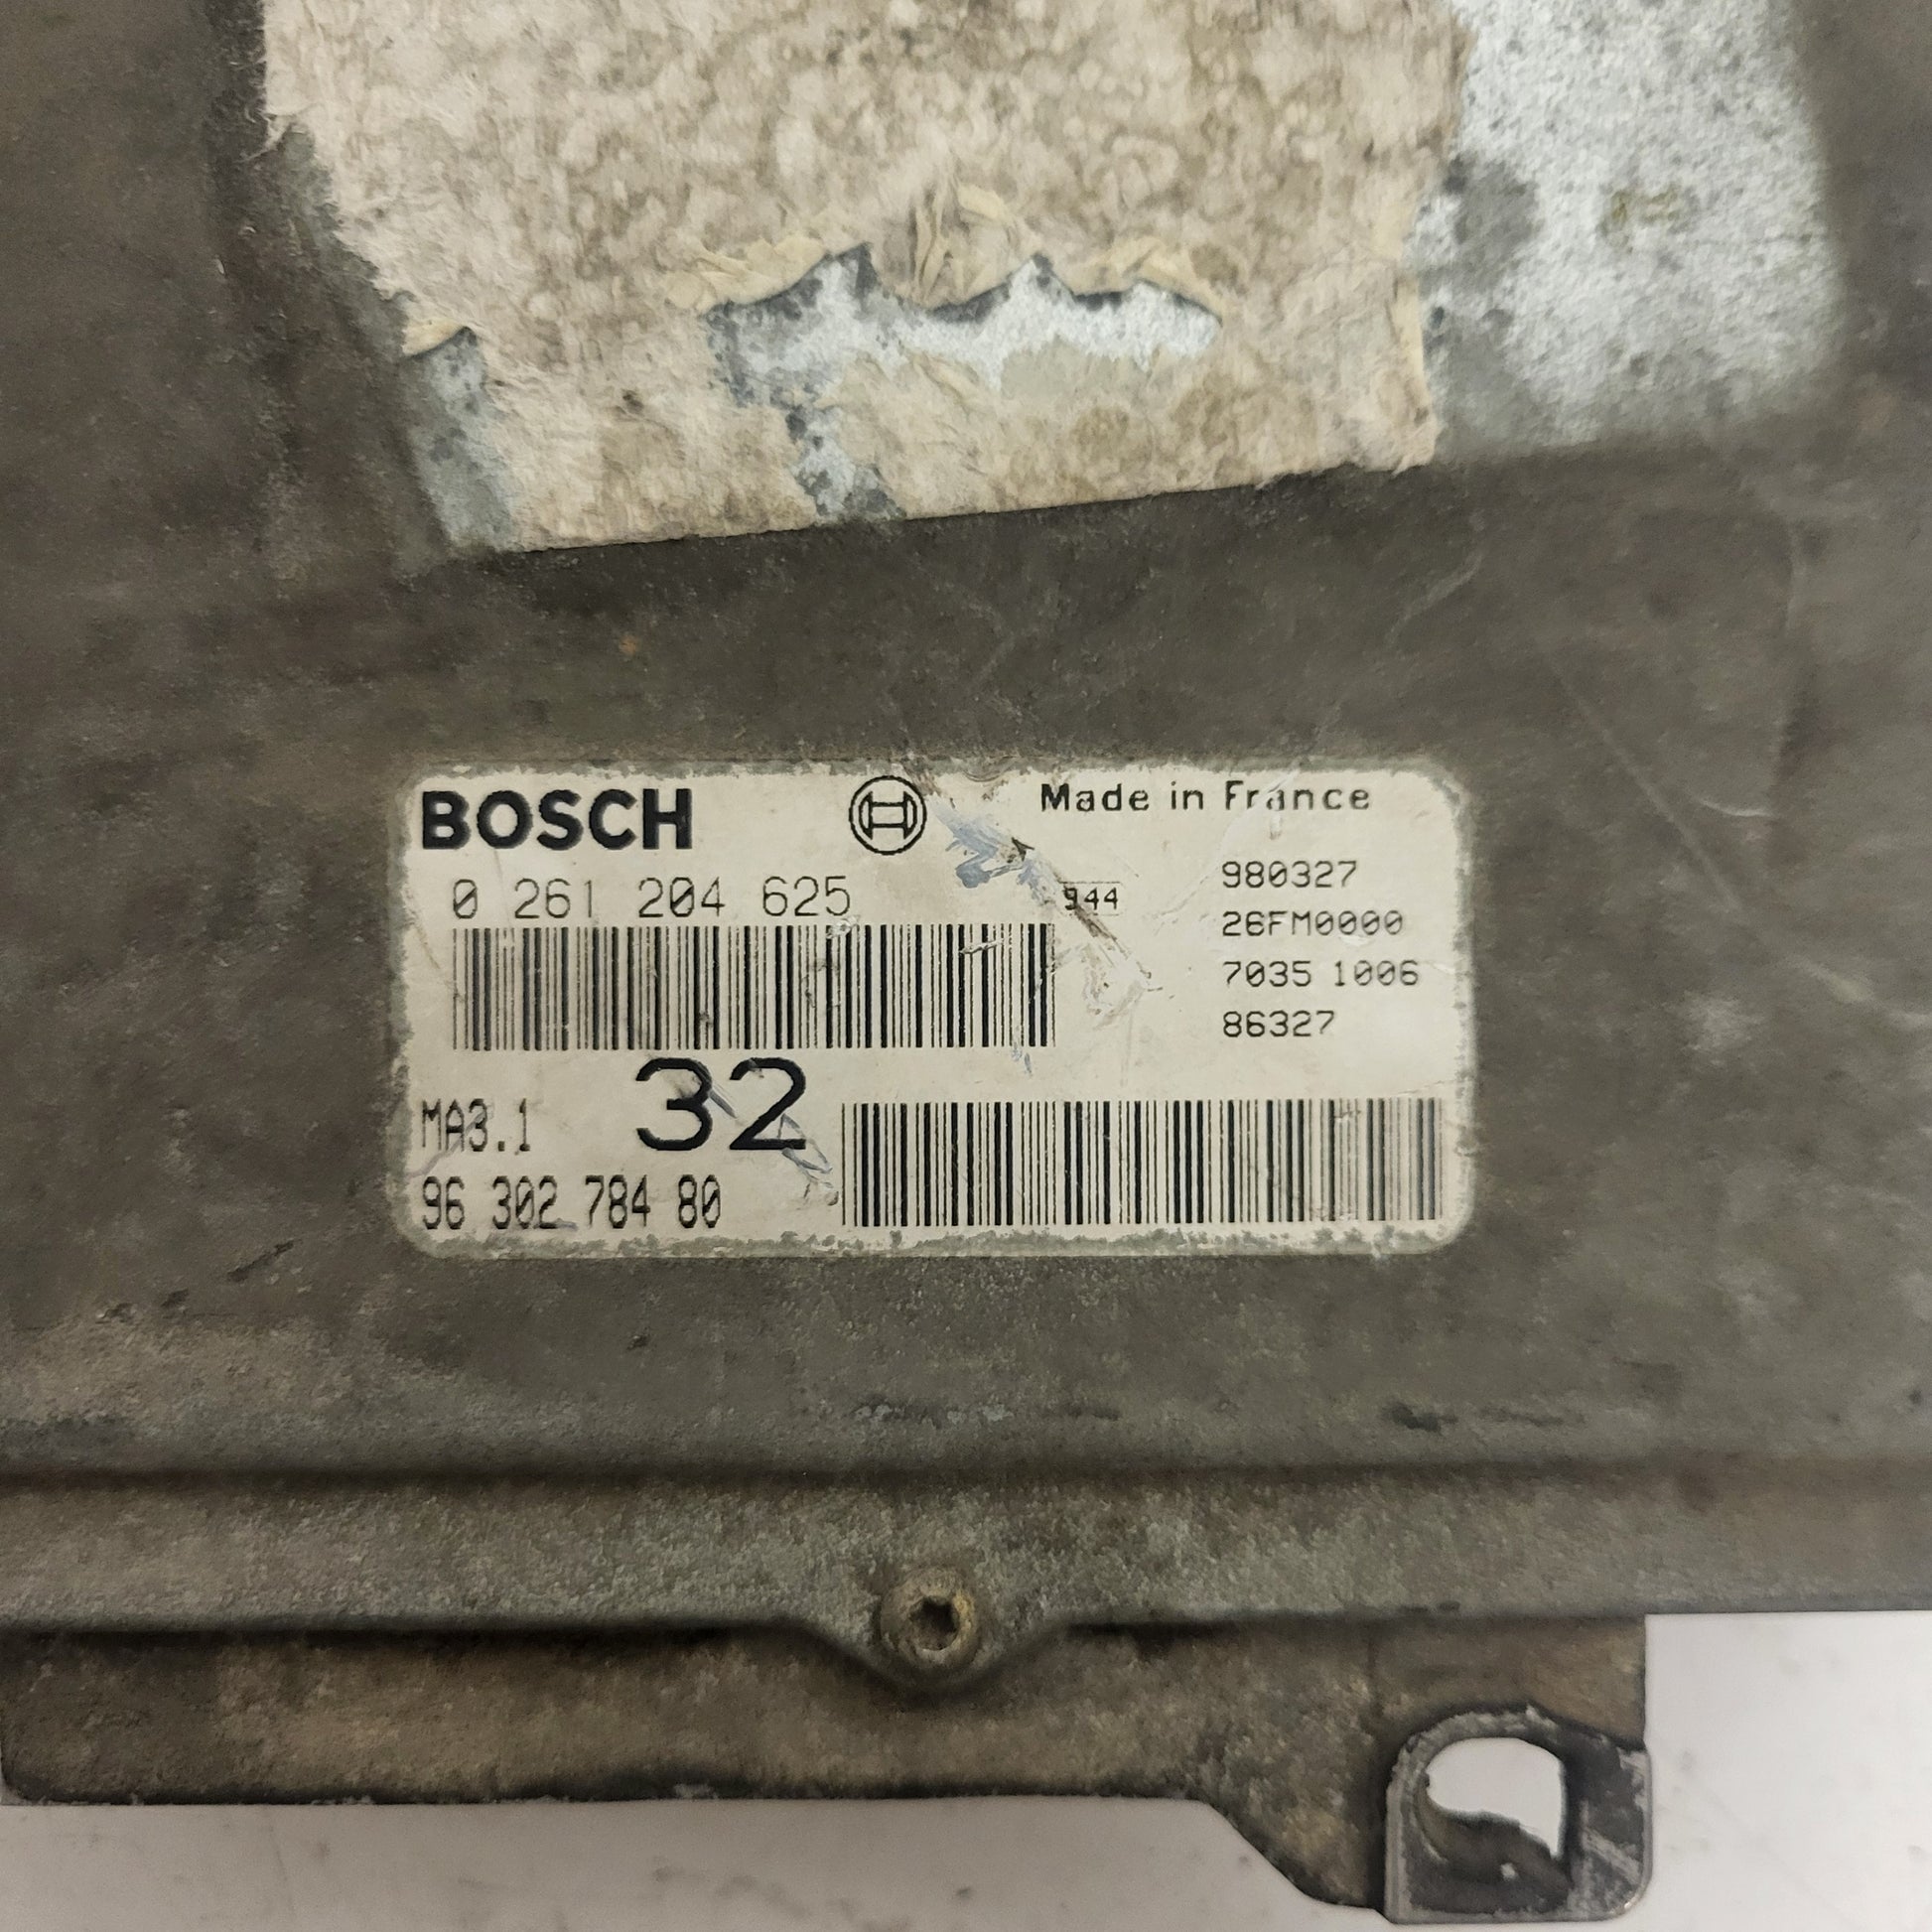 BOSCH
Made in France
0 261 204 625
944
980327
26FM0000
7035 1006
86327
MA3.1
32
96 302 784 80